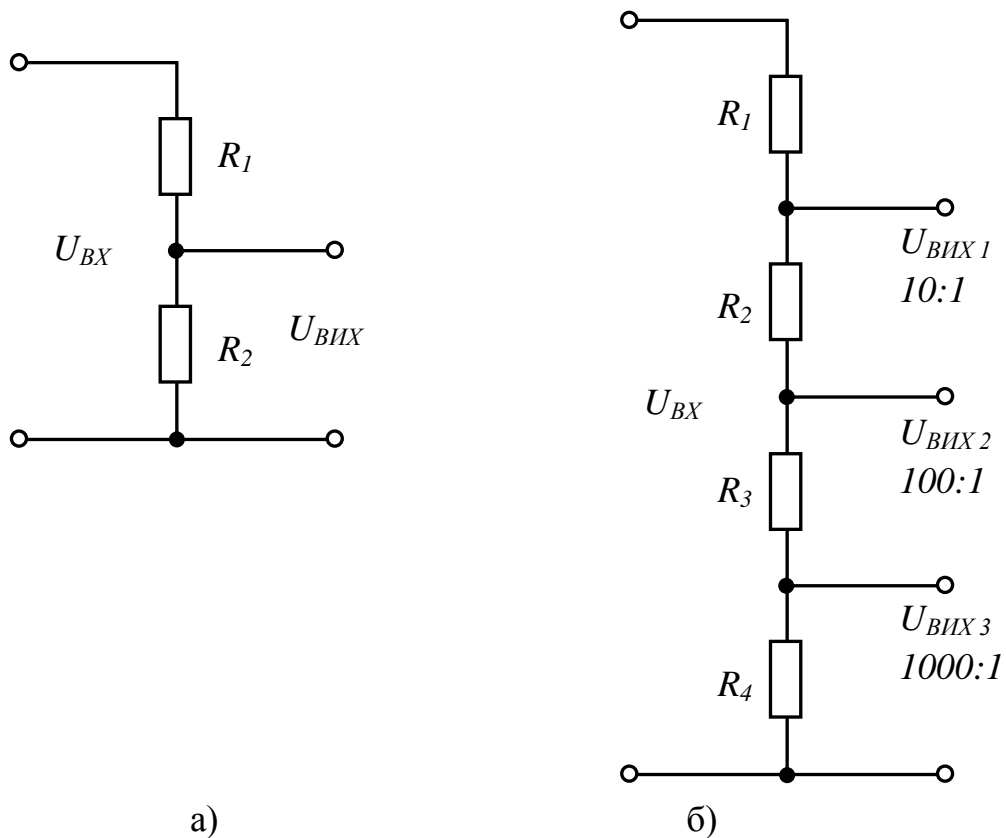 R1
UВХ
R2
UВИХ
а)
R1
UВИХ 1
10:1
R2
UВХ
UВИХ 2
100:1
R3
UВИХ 3
1000:1
R4
б)